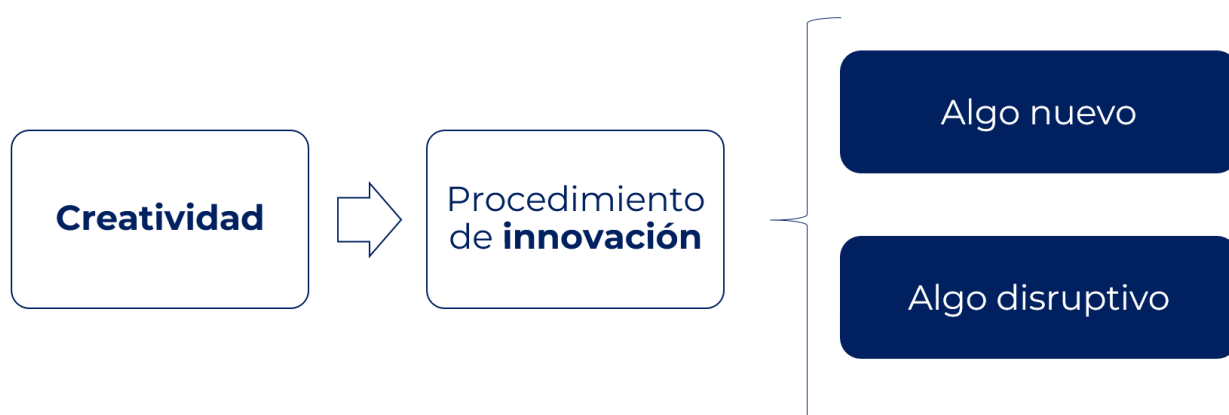 Creatividad
Procedimiento
de innovación
Algo nuevo
Algo disruptivo